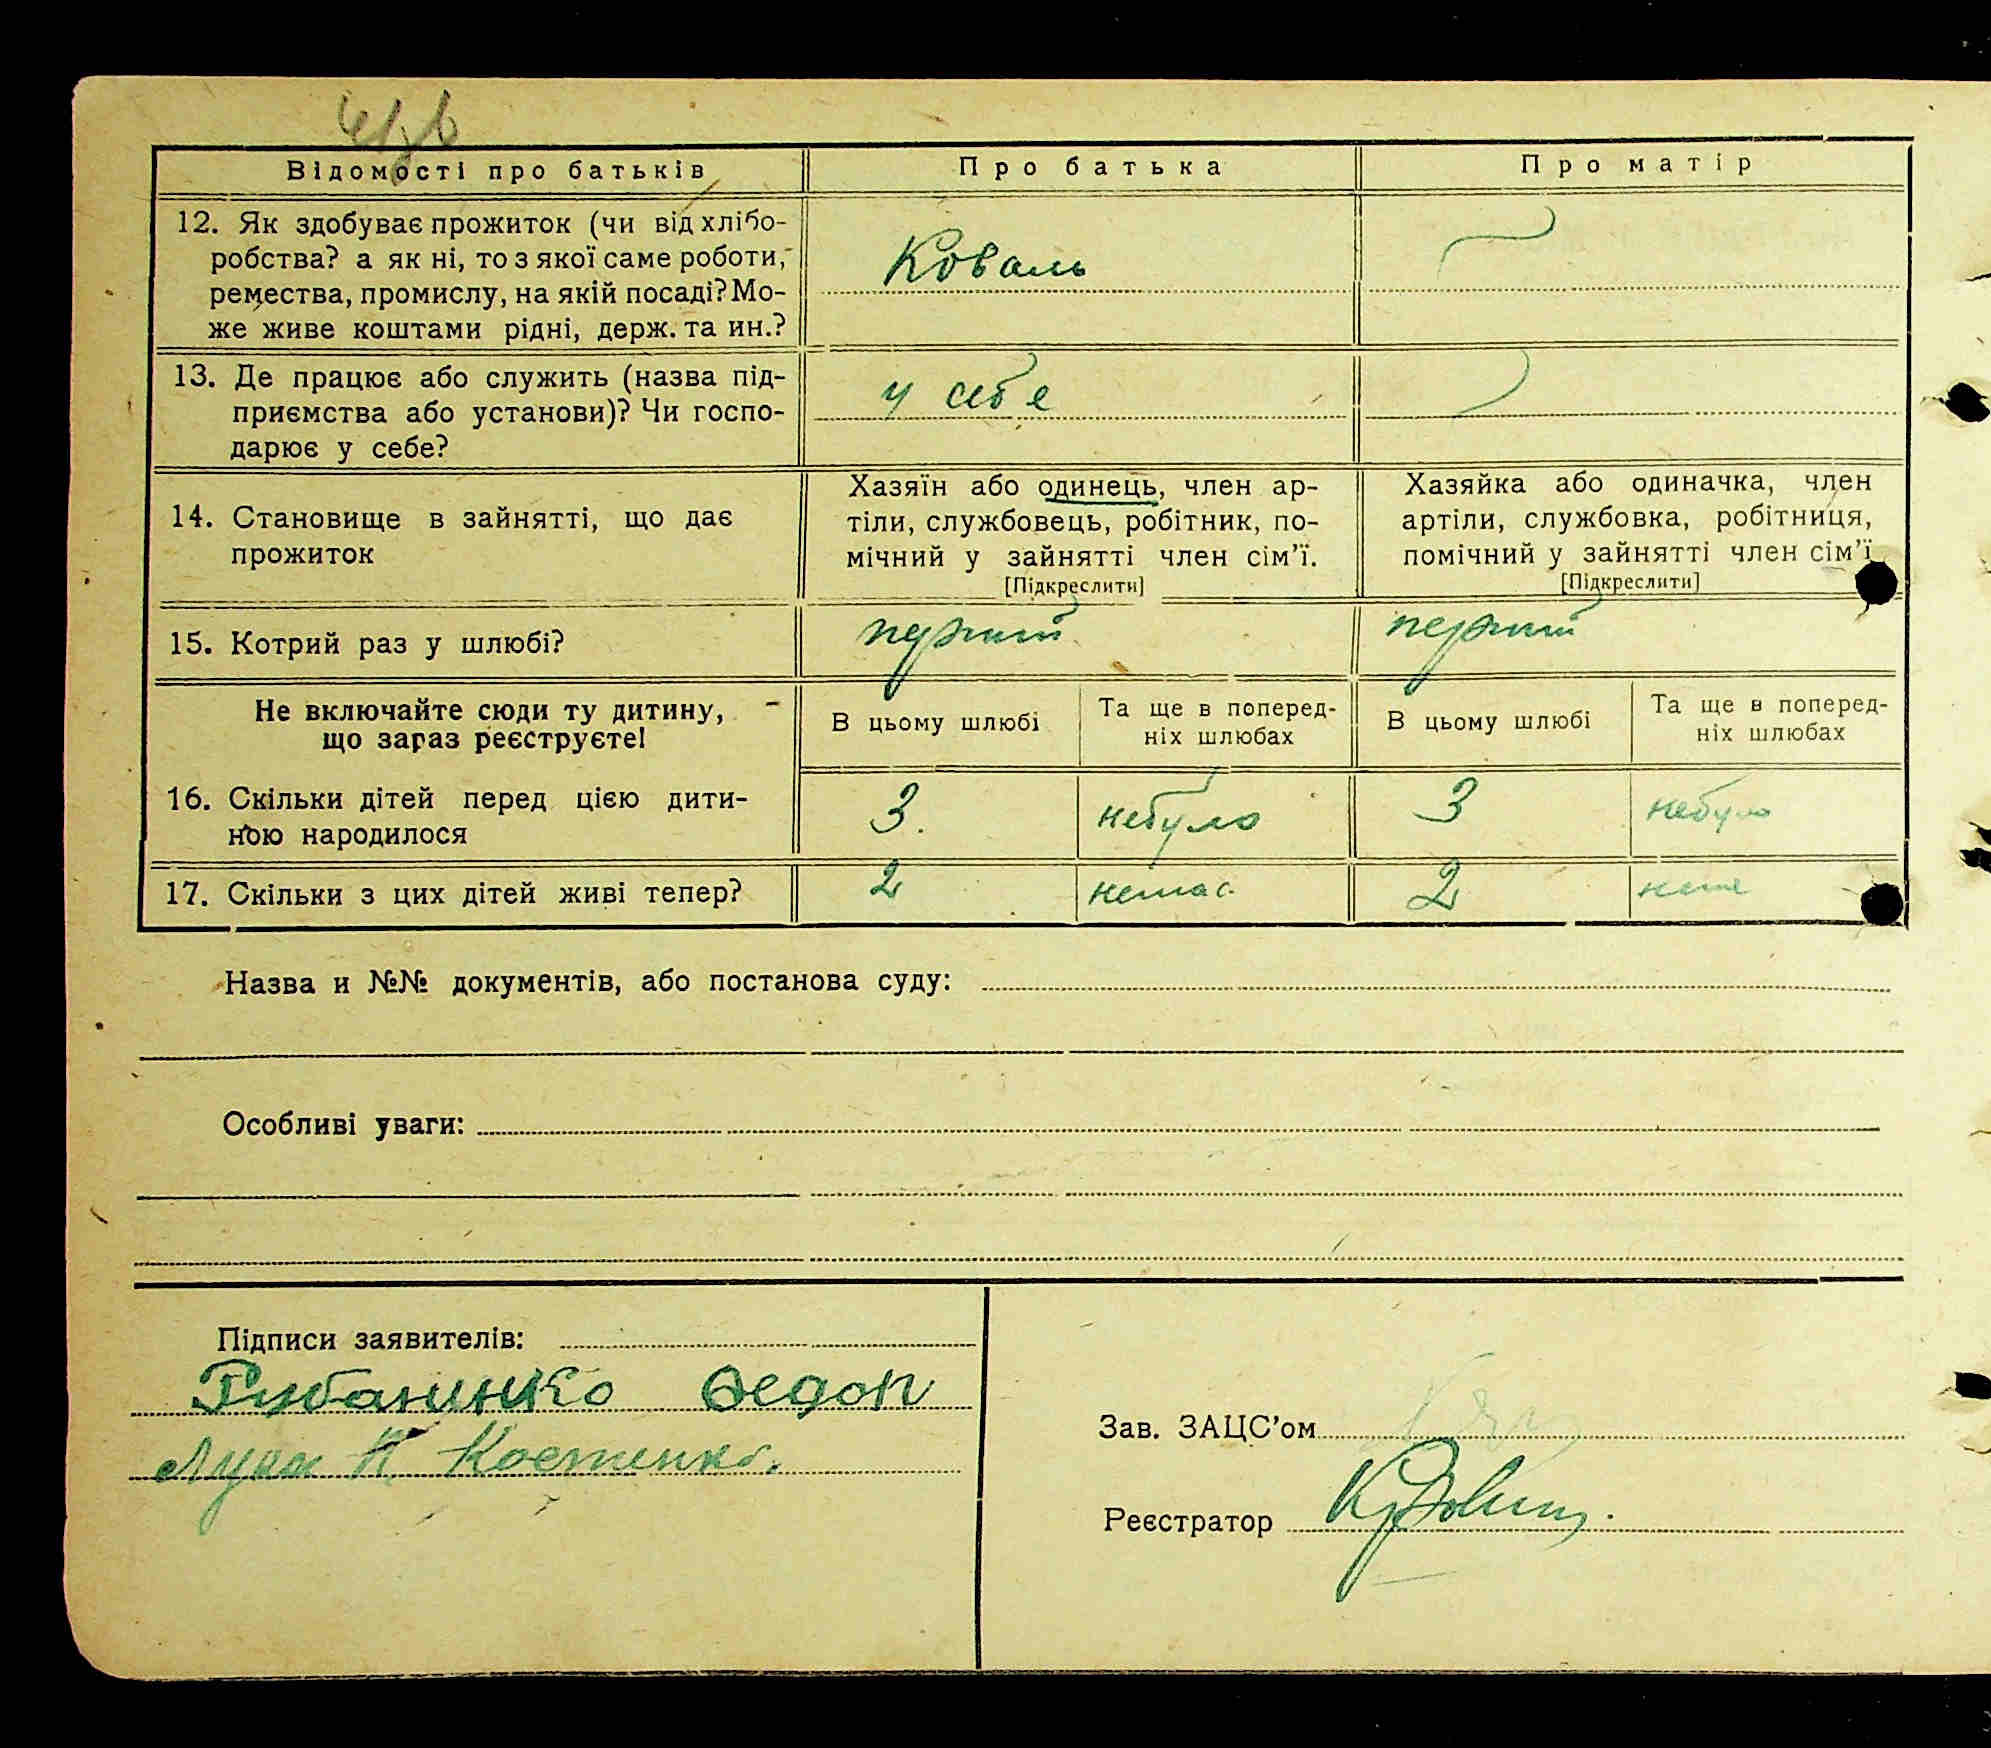 Відомості про батьків
Про батька
Про матір
12. Як здобуває прожиток (чи від хлібо-
робства? а як ні, то з якої саме роботи,
ремества, промислу, на якій посаді? Мо-
же живе коштами рідні, держ. та ин.?
Коваль
13. Де працює або служить (назва під-
приємства або установи)? Чи госпо-
дарює у себе?
у себе
14. Становище в зайнятті, що дає
прожиток
Хазяїн або одинець, член ар-
тіли, службовець, робітник, по-
мічний у зайнятті член сім'ї.
[Підкреслити]
Хазяйка або одиначка, член
артіли, службовка, робітниця,
помічний у зайнятті член сім'ї
[Підкреслити]
15. Котрий раз у шлюбі?
перший
перший
Не включайте сюди ту дитину,
що зараз реєструєте!
В цьому шлюбі
Та ще в поперед-
ніх шлюбах
В цьому шлюбі
Та ще в поперед-
ніх шлюбах
16. Скільки дітей перед цією дити-
ною народилося
3.
небуло
3
небуло
17. Скільки з цих дітей живі тепер?
2
немає
2
неме
Назва и №№ документів, або постанова суду:
Особливі уваги:
Підписи заявителів:
Рубанинко Ѳедоп
Костенко.
Зав. ЗАЦС'ом
Реєстратор